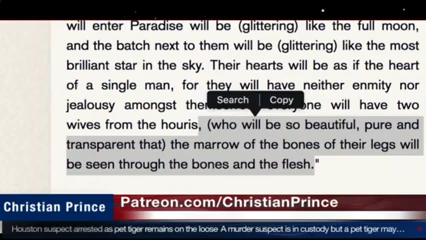 will enter Paradise will be (glittering) like the full moon,
and the batch next to them will be (glittering) like the most
brilliant star in the sky. Their hearts will be as if the heart
of a single man, for they will have neither enmity nor
jealousy amongst Search Copy will have two
wives from the houris, (who will be so beautiful, pure and
transparent that) the marrow of the bones of their legs will
be seen through the bones and the flesh."
Christian Prince
Patreon.com/ChristianPrince
Houston suspect arrested as pet tiger remains on the loose A murder suspect is in custody but a pet tiger may...